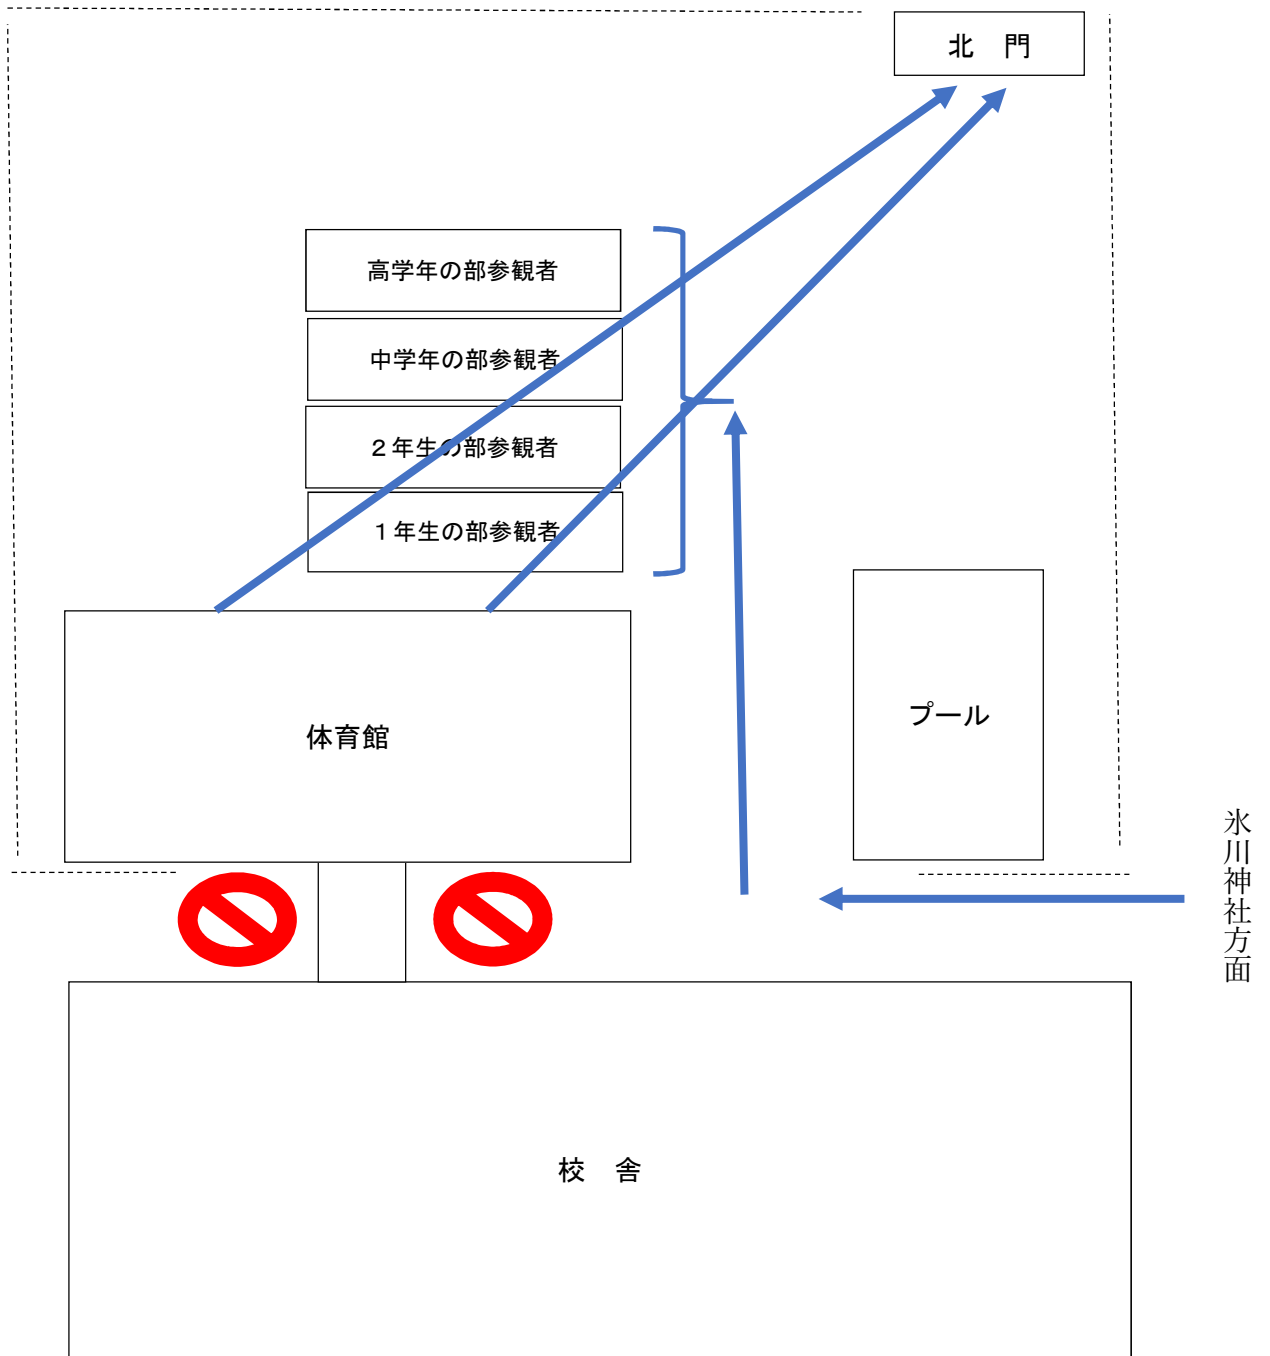 北　門
高学年の部参観者
中学年の部参観者
２年生の部参観者
１年生の部参観者
体育館
プール
氷川神社方面
校　舎